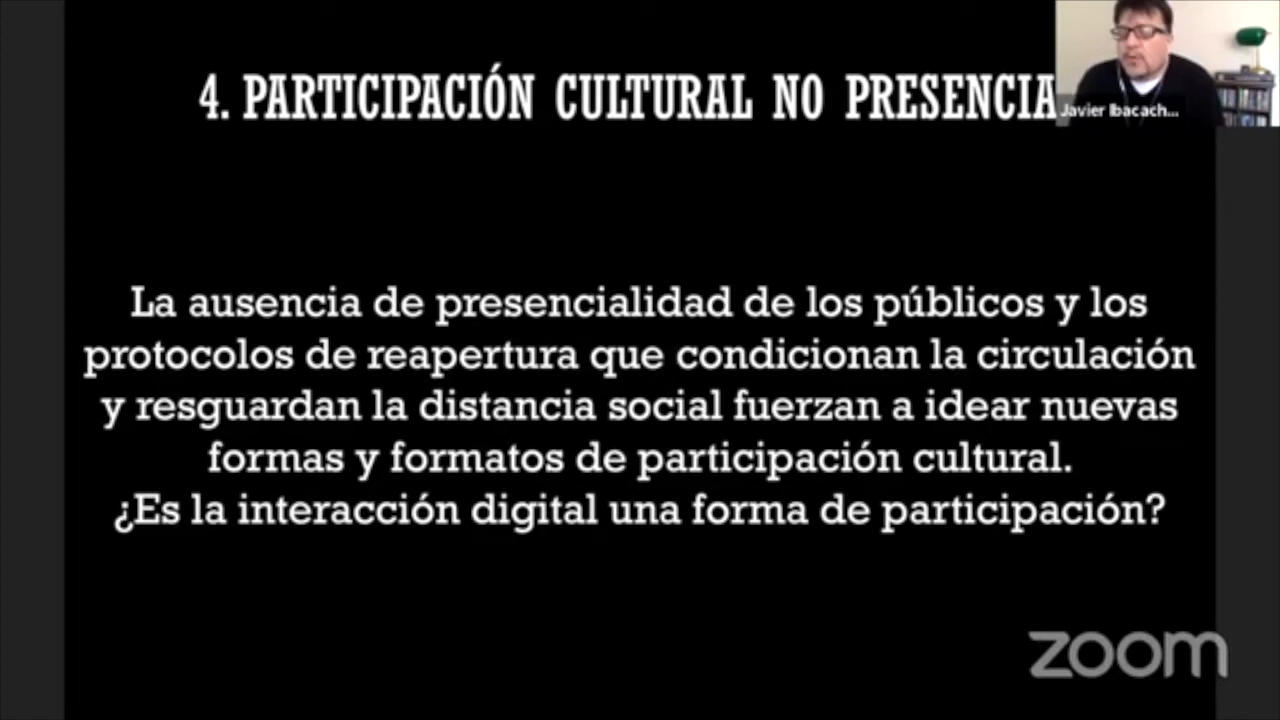 4. PARTICIPACIÓN CULTURAL NO PRESENCIA
Javier Ibacach...
La ausencia de presencialidad de los públicos y los
protocolos de reapertura que condicionan la circulación
y resguardan la distancia social fuerzan a idear nuevas
formas y formatos de participación cultural.
¿Es la interacción digital una forma de participación?
zoom